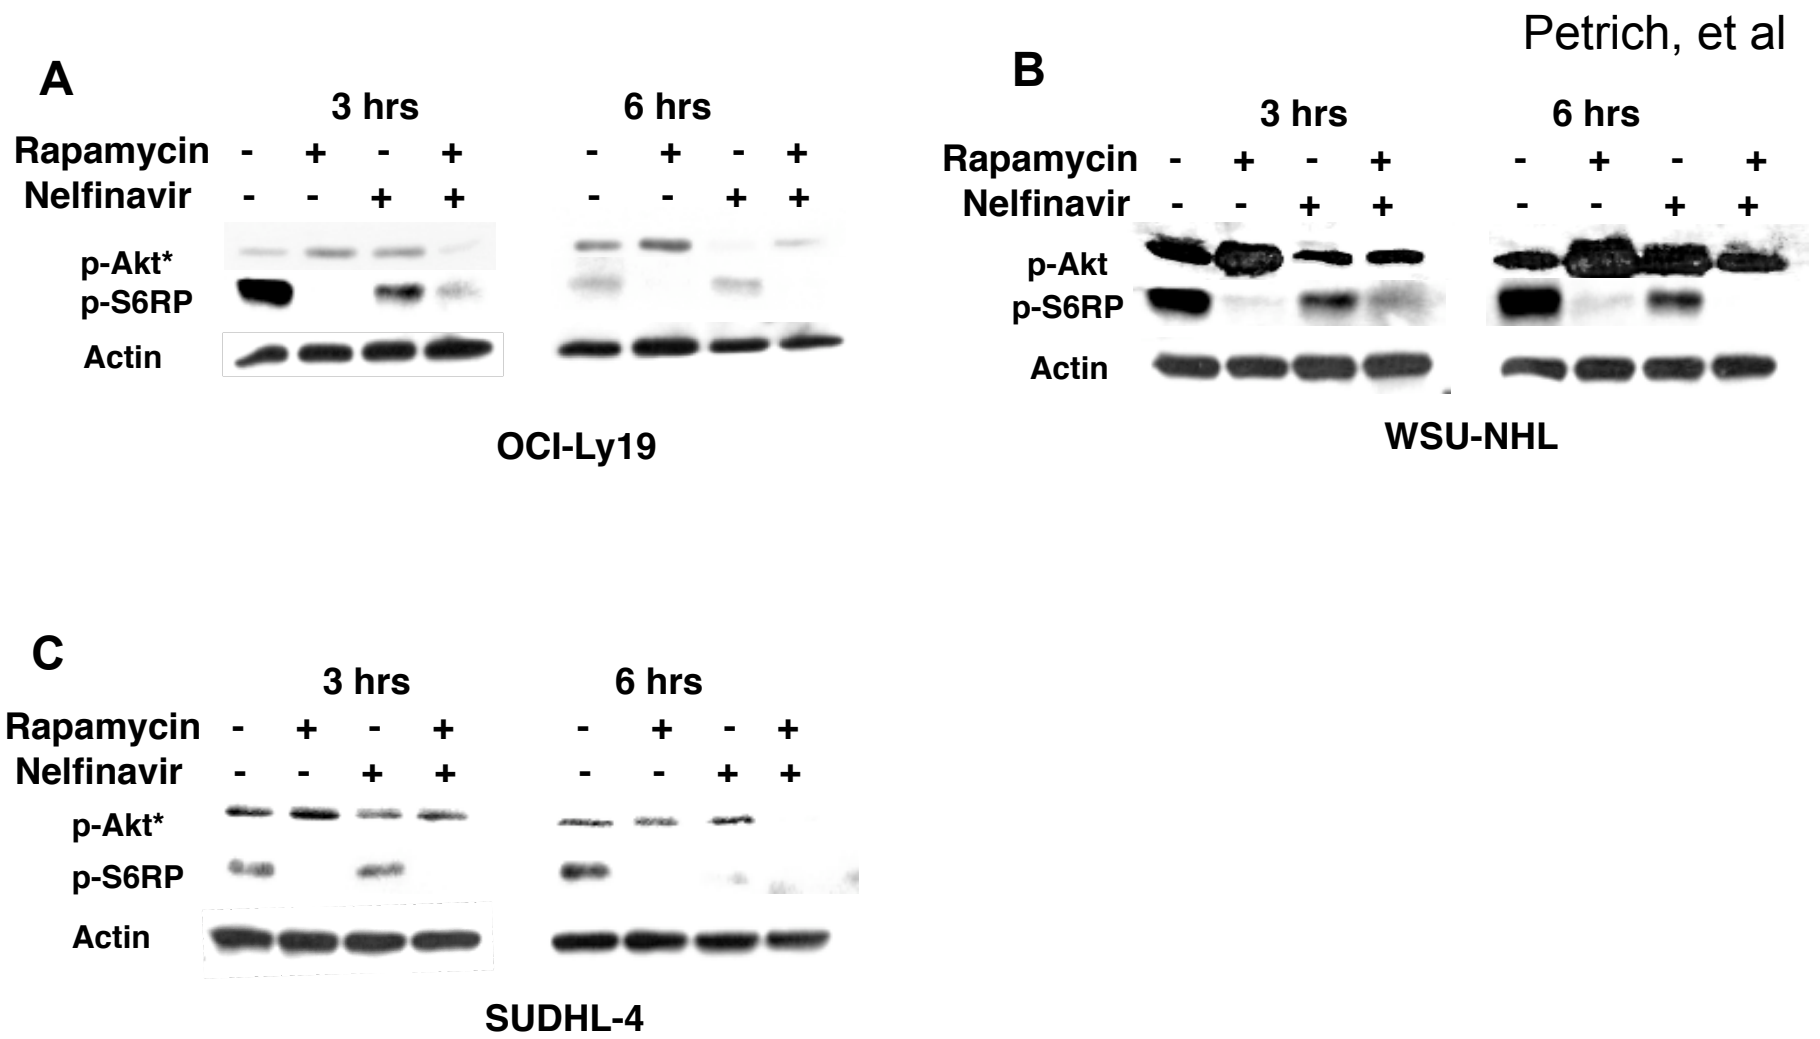 Petrich, et al
A
3 hrs 6 hrs
Rapamycin - + - + - + - +
Nelfinavir - - + + - - + +
p-Akt*
p-S6RP
Actin
OCI-Ly19
B
3 hrs 6 hrs
Rapamycin - + - + - + - +
Nelfinavir - - + + - - + +
p-Akt
p-S6RP
Actin
WSU-NHL
C
3 hrs 6 hrs
Rapamycin - + - + - + - +
Nelfinavir - - + + - - + +
p-Akt*
p-S6RP
Actin
SUDHL-4